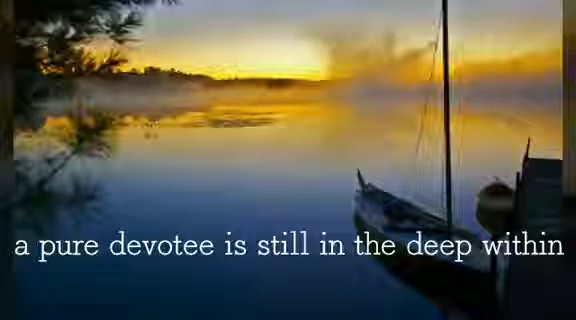 a pure devotee is still in the deep within